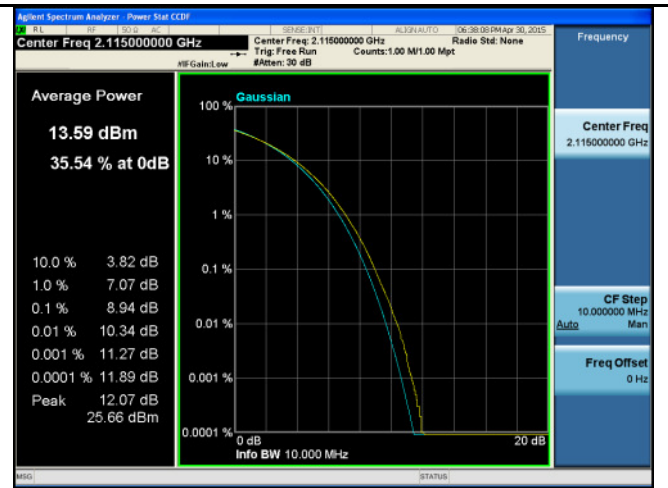 Agilent Spectrum Analyzer - Power Stat CCDF
RL RF 50 Ω AC SENSE:INT ALIGNAUTO 06:38:08 PM Apr 30, 2015
Center Freq 2.115000000 GHz
Center Freq: 2.115000000 GHz Radio Std: None
Trig: Free Run Counts:1.00 M/1.00 Mpt
#IFGain:Low #Atten: 30 dB
Frequency
Average Power
13.59 dBm
35.54 % at 0dB
10.0 % 3.82 dB
1.0 % 7.07 dB
0.1 % 8.94 dB
0.01 % 10.34 dB
0.001 % 11.27 dB
0.0001 % 11.89 dB
Peak 12.07 dB
25.66 dBm
Gaussian
100 %
10 %
1 %
0.1 %
0.01 %
0.001 %
0.0001 %
0 dB 20 dB
Info BW 10.000 MHz
Center Freq
2.115000000 GHz
CF Step
10.000000 MHz
Auto Man
Freq Offset
0 Hz
MSG STATUS